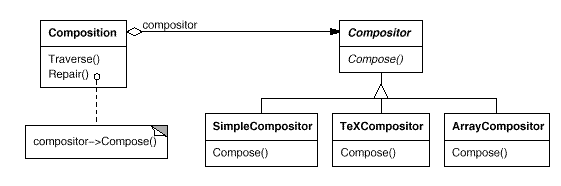 Composition
Traverse()
Repair()
compositor
Compositor
Compose()
compositor->Compose()
SimpleCompositor
Compose()
TeXCompositor
Compose()
ArrayCompositor
Compose()